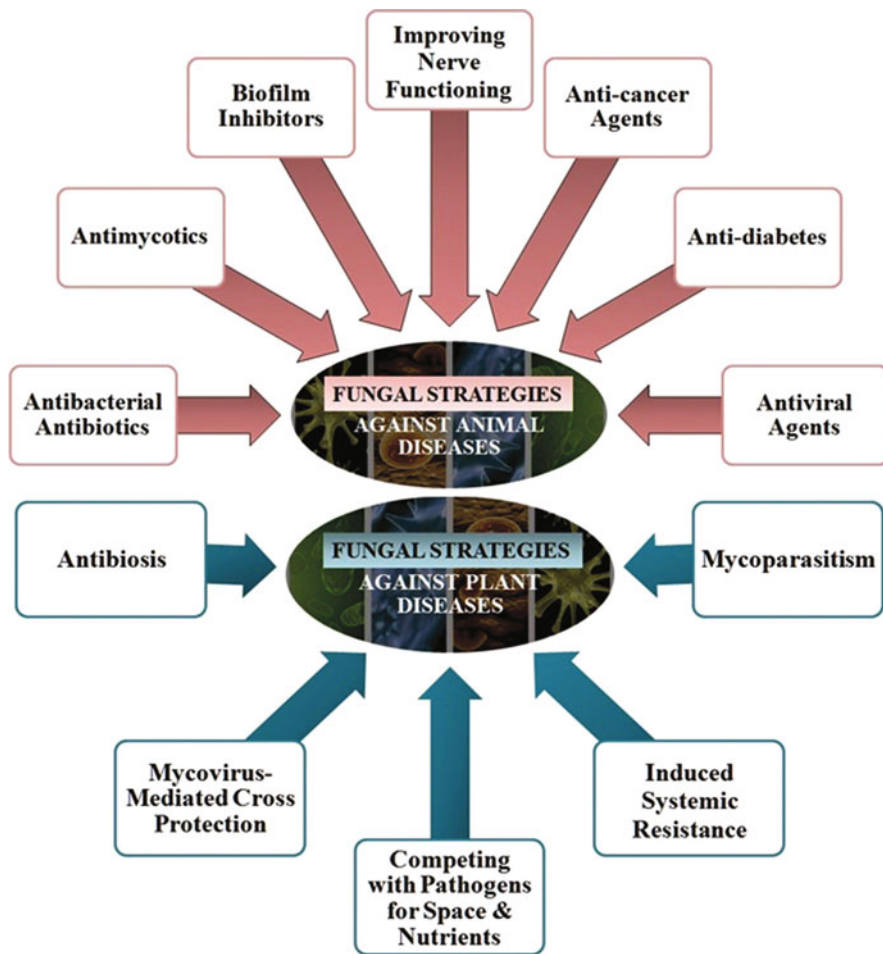 Improving
Nerve
Functioning
Biofilm
Inhibitors
Anti-cancer
Agents
Antimycotics
Anti-diabetes
Antibacterial
Antibiotics
FUNGAL STRATEGIES
AGAINST ANIMAL
DISEASES
Antiviral
Agents
Antibiosis
FUNGAL STRATEGIES
AGAINST PLANT
DISEASES
Mycoparasitism
Mycovirus-
Mediated Cross
Protection
Competing
with Pathogens
for Space &
Nutrients
Induced
Systemic
Resistance